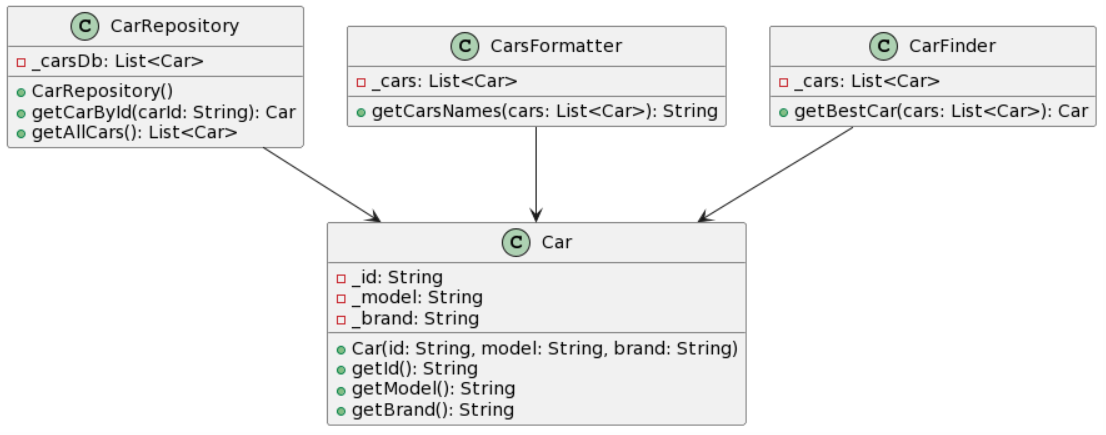 C CarRepository
_carsDb: List<Car>
CarRepository()
getCarById(carId: String): Car
getAllCars(): List<Car>
C CarsFormatter
_cars: List<Car>
getCarsNames(cars: List<Car>): String
C CarFinder
_cars: List<Car>
getBestCar(cars: List<Car>): Car
C Car
_id: String
_model: String
_brand: String
Car(id: String, model: String, brand: String)
getId(): String
getModel(): String
getBrand(): String